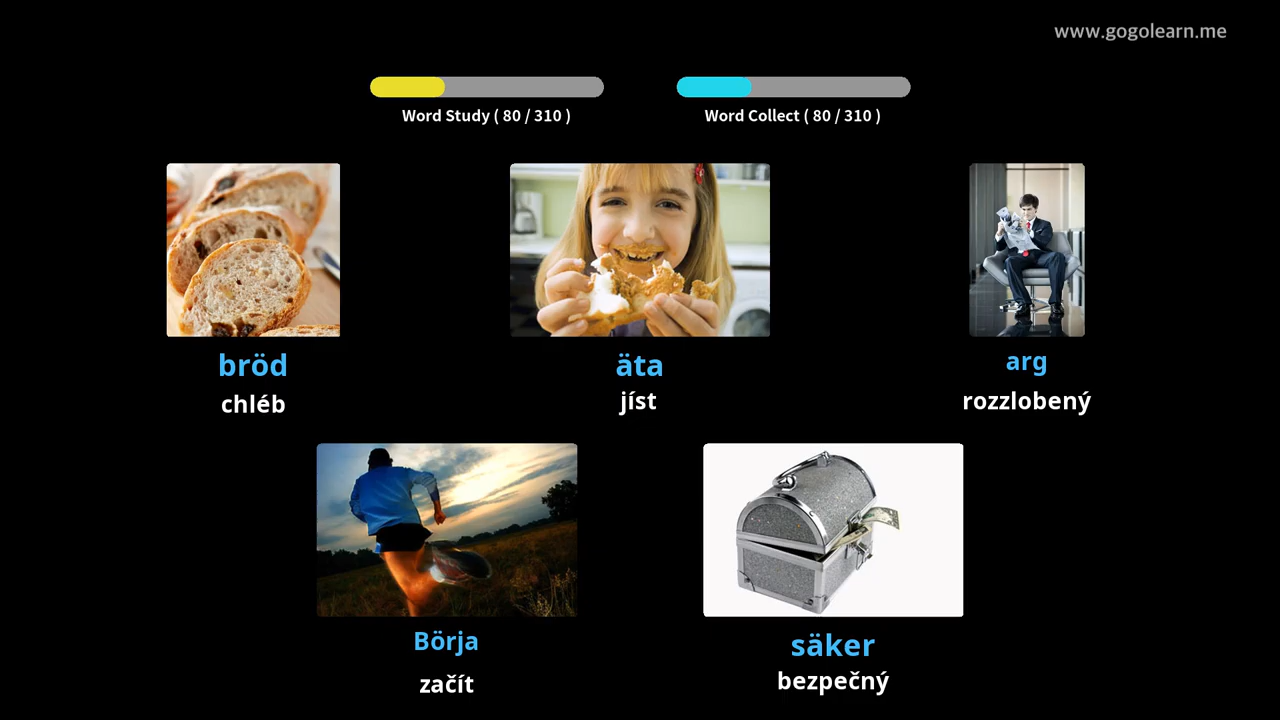 www.gogolearn.me
Word Study ( 80 / 310 )
Word Collect ( 80 / 310 )
bröd
chléb
äta
jíst
arg
rozzlobený
Börja
začít
säker
bezpečný